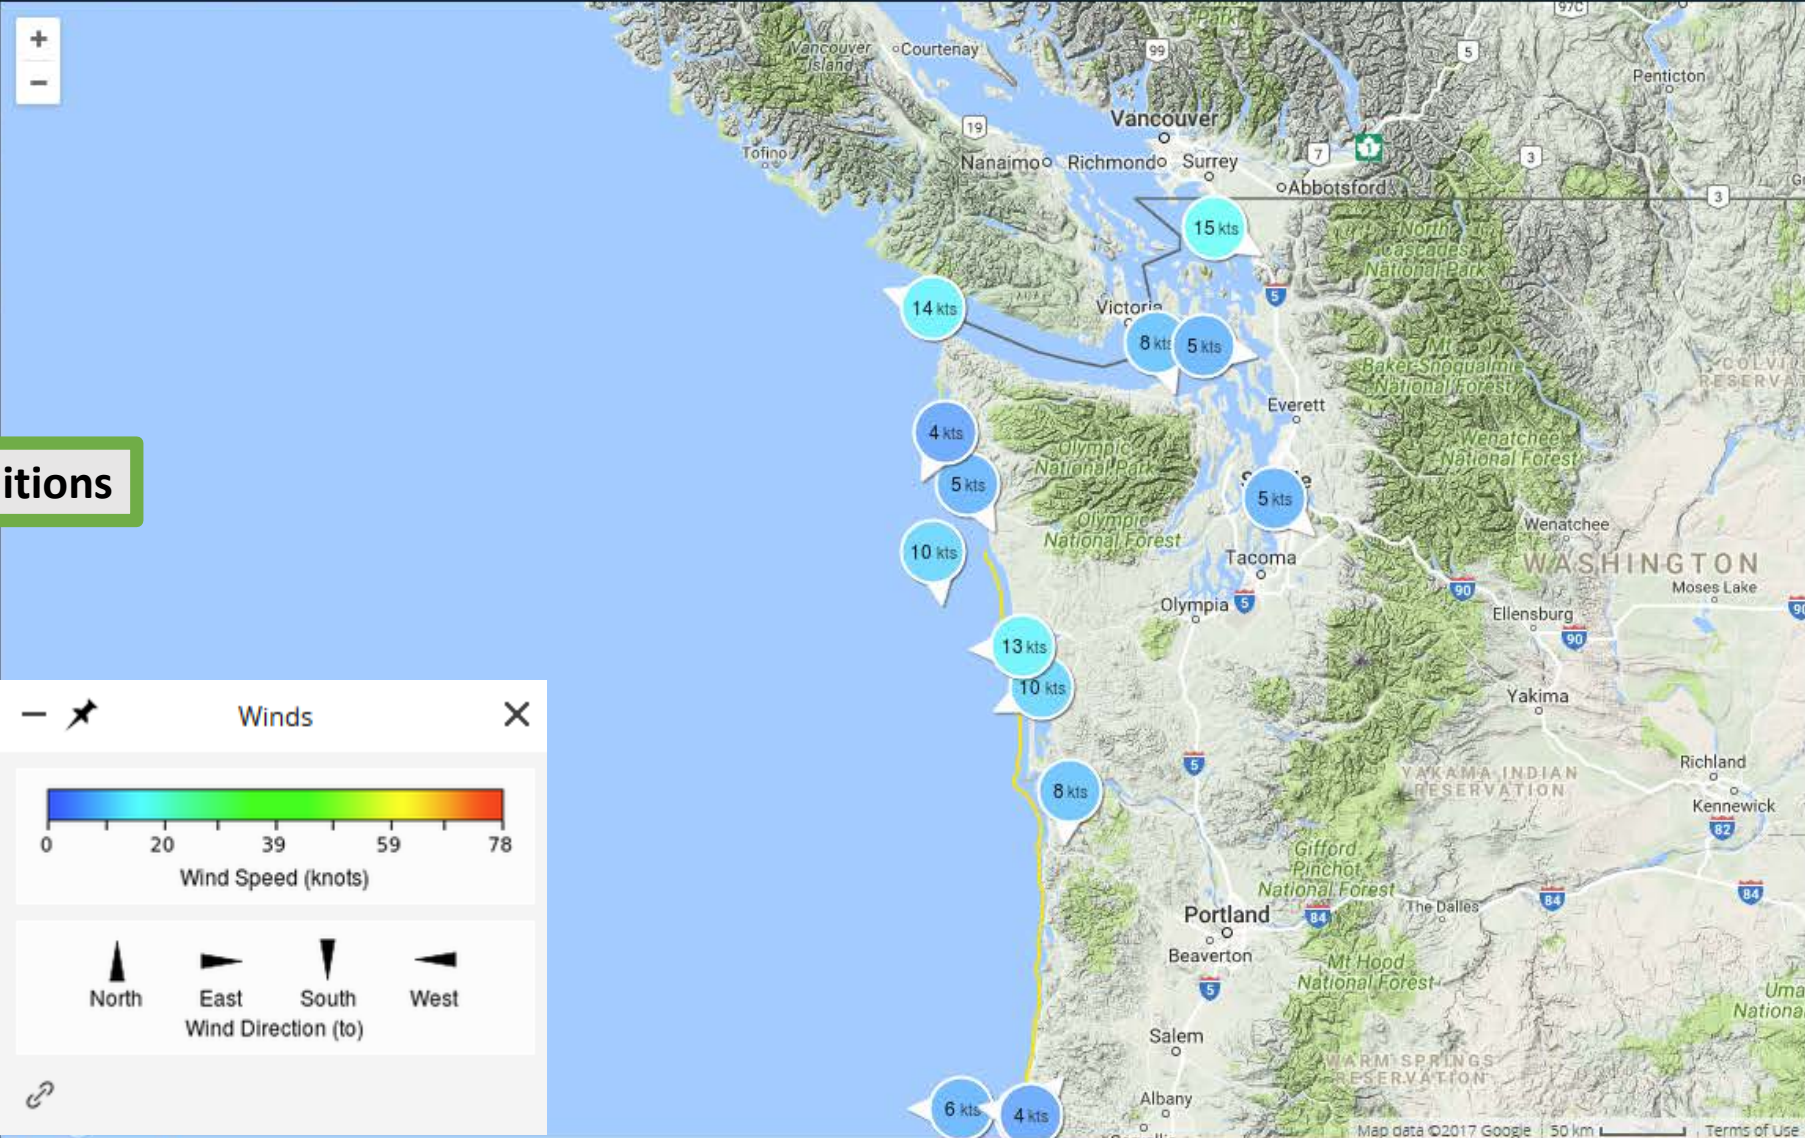 +
−
Vancouver
Island
Courtenay
99
5
97C
Park
Penticton
Vancouver
19
7
1
3
Tofino
Nanaimo
Richmond
Surrey
Abbotsford
3
15 kts
North
Cascades
National Park
5
14 kts
Victoria
8 kts
5 kts
Mt
Baker-Snoqualmie
National Forest
RESERVAT
Everett
4 kts
Olympic
National Park
Wenatchee
National Forest
itions
5 kts
5 kts
Olympic
National Forest
Wenatchee
10 kts
Tacoma
WASHINGTON
Moses Lake
90
90
Olympia
5
Ellensburg
90
13 kts
10 kts
Yakima
Winds
5
Richland
YAKAMA INDIAN
RESERVATION
8 kts
Kennewick
82
0 20 39 59 78
Wind Speed (knots)
Gifford
Pinchot
National Forest
84
84
84
The Dalles
Portland
Beaverton
Mt Hood
National Forest
5
North East South West
Wind Direction (to)
Uma
Nationa
Salem
WARM SPRINGS
RESERVATION
Albany
6 kts
4 kts
Map data ©2017 Google
50 km
Terms of Use